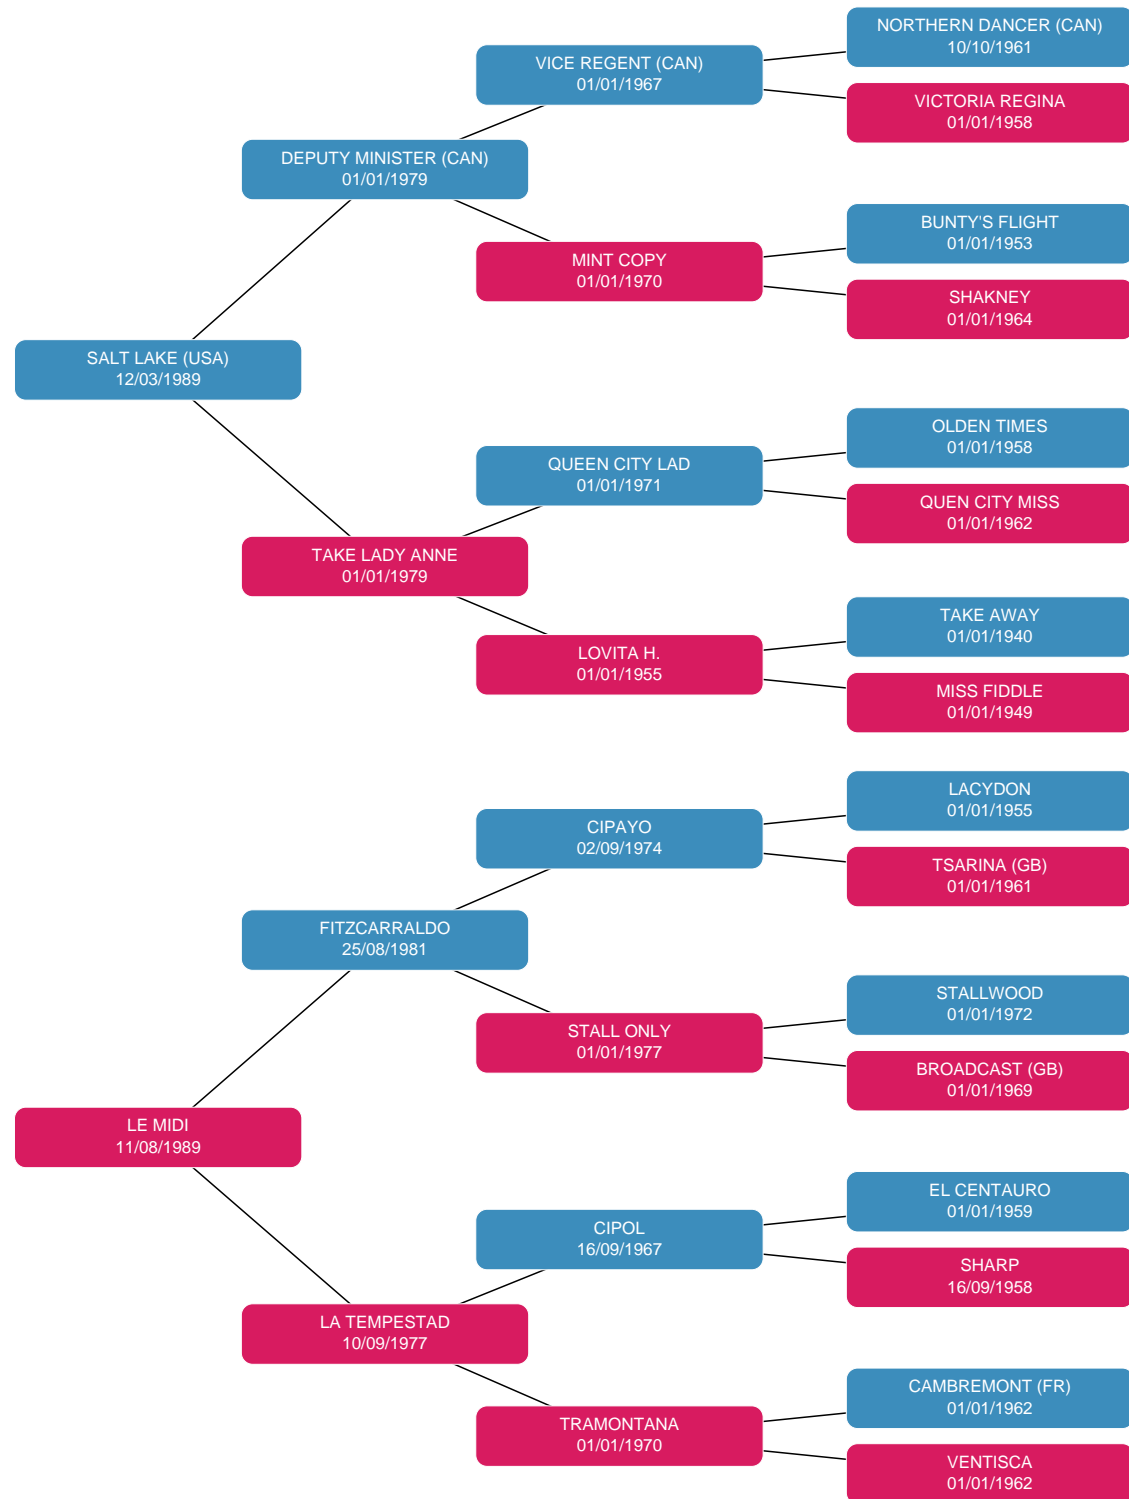 NORTHERN DANCER (CAN)
10/10/1961
VICE REGENT (CAN)
01/01/1967
VICTORIA REGINA
01/01/1958
DEPUTY MINISTER (CAN)
01/01/1979
BUNTY'S FLIGHT
01/01/1953
MINT COPY
01/01/1970
SHAKNEY
01/01/1964
SALT LAKE (USA)
12/03/1989
OLDEN TIMES
01/01/1958
QUEEN CITY LAD
01/01/1971
QUEN CITY MISS
01/01/1962
TAKE LADY ANNE
01/01/1979
TAKE AWAY
01/01/1940
LOVITA H.
01/01/1955
MISS FIDDLE
01/01/1949
LACYDON
01/01/1955
CIPAYO
02/09/1974
TSARINA (GB)
01/01/1961
FITZCARRALDO
25/08/1981
STALLWOOD
01/01/1972
STALL ONLY
01/01/1977
BROADCAST (GB)
01/01/1969
LE MIDI
11/08/1989
EL CENTAURO
01/01/1959
CIPOL
16/09/1967
SHARP
16/09/1958
LA TEMPESTAD
10/09/1977
CAMBREMONT (FR)
01/01/1962
TRAMONTANA
01/01/1970
VENTISCA
01/01/1962